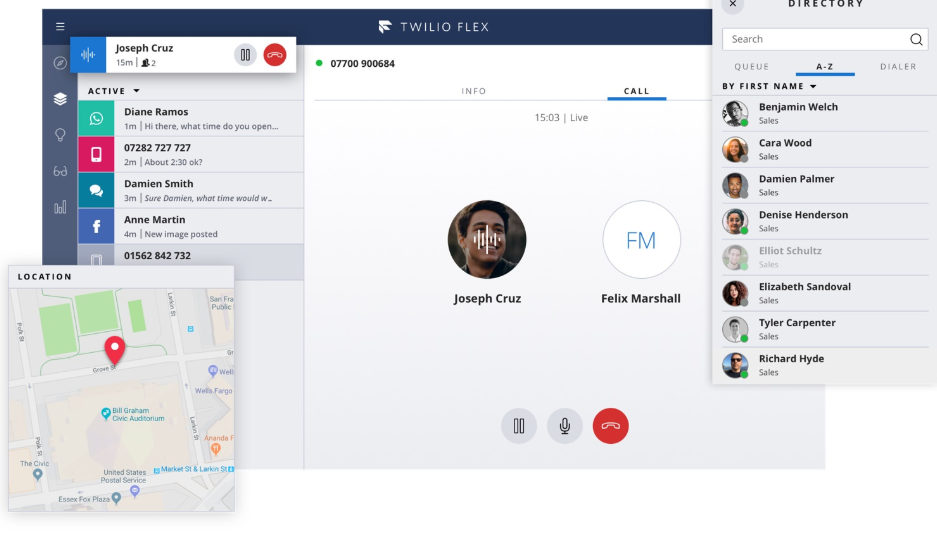 TWILIO FLEX
Joseph Cruz
15m | 2
ACTIVE
Diane Ramos
1m | Hi there, what time do you open...
07282 727 727
2m | About 2:30 ok?
Damien Smith
3m | Sure Damien, what time would w..
f
Anne Martin
4m | New image posted
01562 842 732
07700 900684
INFO
CALL
15:03 | Live
FM
Joseph Cruz
Felix Marshall
DIRECTORY
Search
QUEUE
A-Z
DIALER
BY FIRST NAME
Benjamin Welch
Sales
Cara Wood
Sales
Damien Palmer
Sales
Denise Henderson
Sales
Elliot Schultz
Sales
Elizabeth Sandoval
Sales
Tyler Carpenter
Sales
Richard Hyde
Sales
LOCATION
Polk St
Larkin St
San Fra
Public
B
Gr
Grove St
Well
Wells Fargo
Bill Graham
Civic Auditorium
Larkin St
Ananda F
Polk St
The Civic
United States
Postal Service
Market St & Larkin St
Essex Fox Plaza